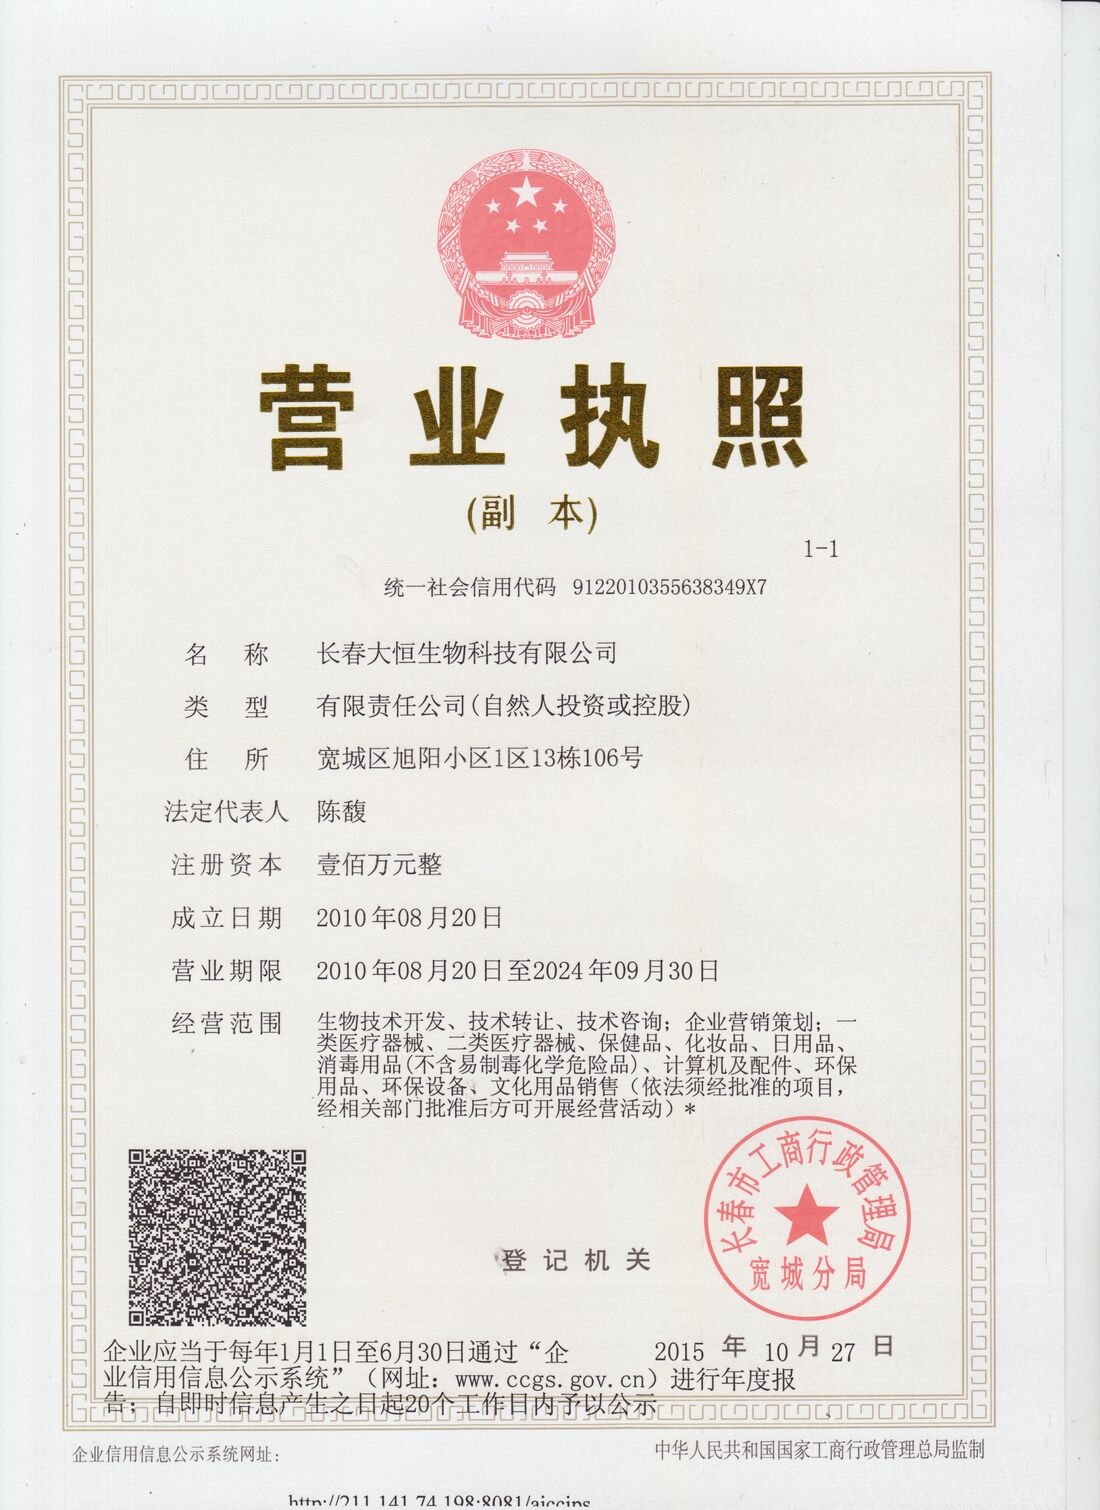 营业执照
(副 本)
1-1
统一社会信用代码 9122010355638349X7
名 称 长春大恒生物科技有限公司
类 型 有限责任公司(自然人投资或控股)
住 所 宽城区旭阳小区1区13栋106号
法定代表人 陈馥
注册资本 壹佰万元整
成立日期 2010年08月20日
营业期限 2010年08月20日至2024年09月30日
经营范围 生物技术开发、技术转让、技术咨询；企业营销策划；一
类医疗器械、二类医疗器械、保健品、化妆品、日用品、
消毒用品(不含易制毒化学危险品)、计算机及配件、环保
用品、环保设备、文化用品销售（依法须经批准的项目，
经相关部门批准后方可开展经营活动）*
长春市工商行政管理局
宽城分局
登记机关
2015 年 10 月 27 日
企业应当于每年1月1日至6月30日通过“企
业信用信息公示系统”（网址：www.ccgs.gov.cn）进行年度报
告；自即时信息产生之日起20个工作日内予以公示
企业信用信息公示系统网址：
中华人民共和国国家工商行政管理总局监制
http://211.141.74.198:8081/aiccips